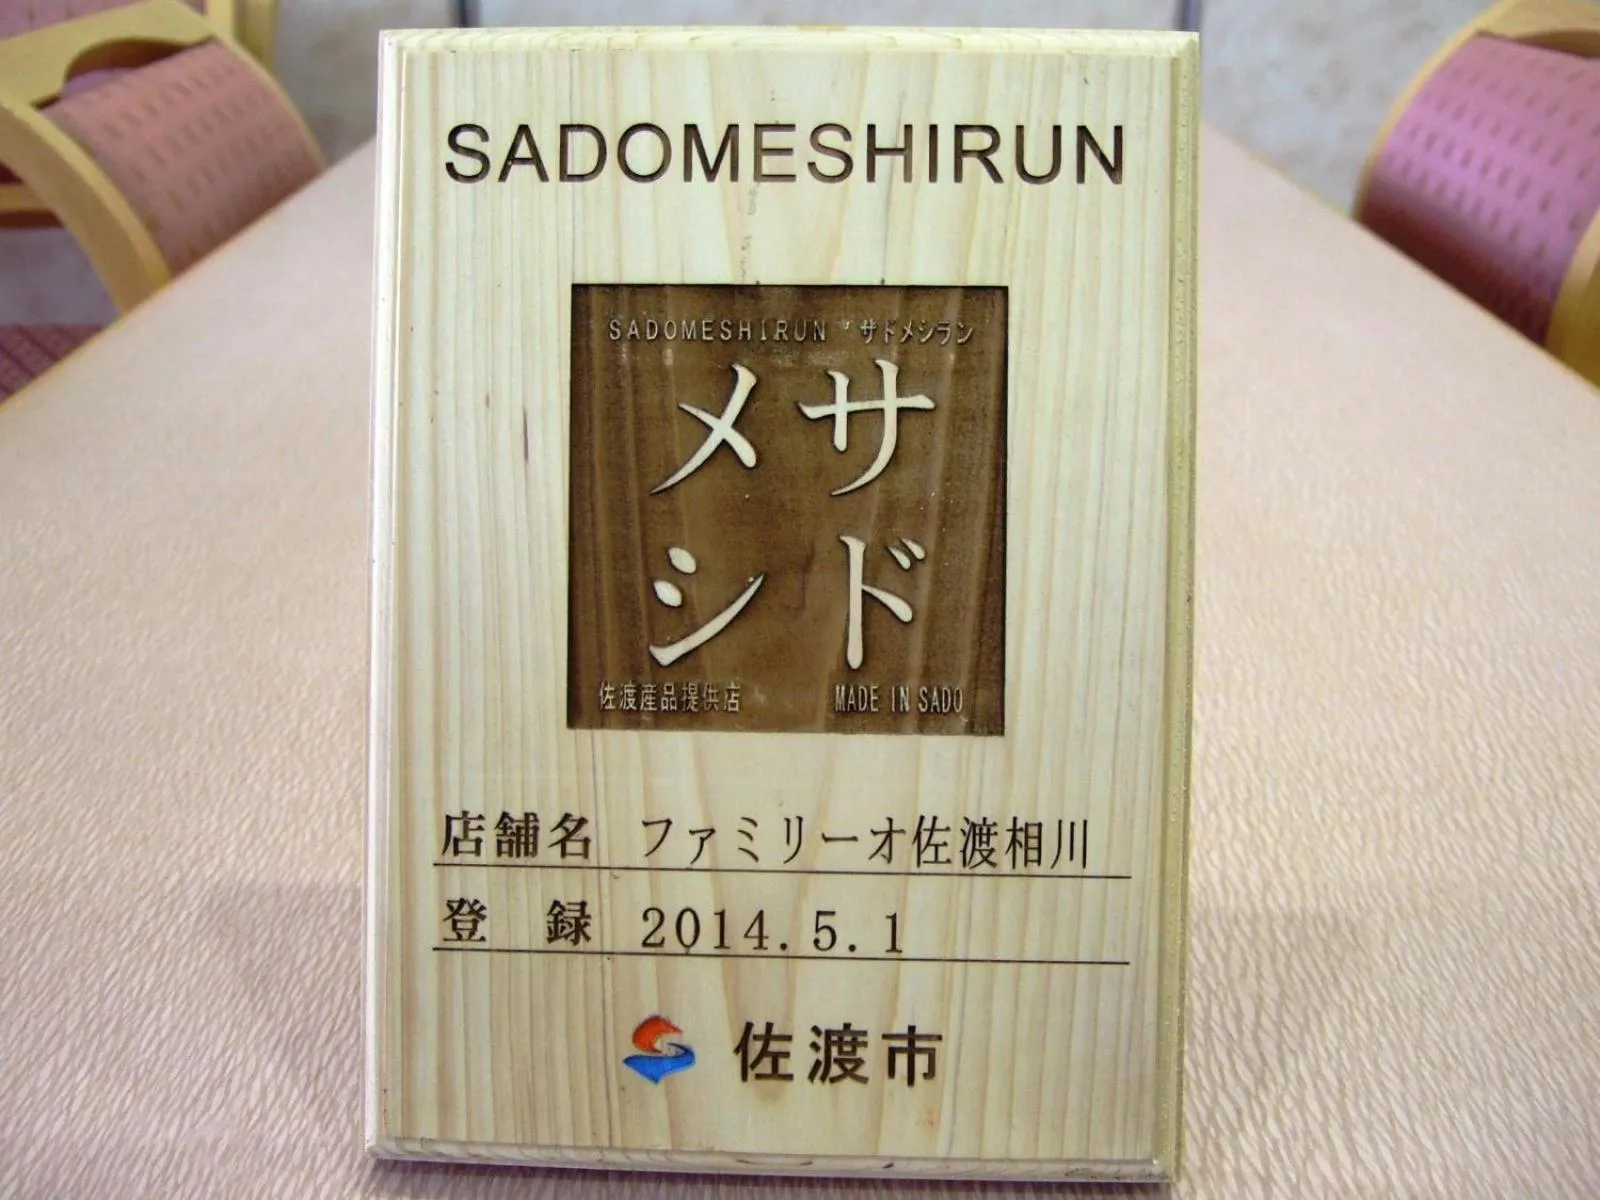 SADOMESHIRUN
SADOMESHIRUN サドメシラン
サド
メシ
佐渡産品提供店 MADE IN SADO
店舗名 ファミリーオ佐渡相川
登 録 2014.5.1
佐渡市